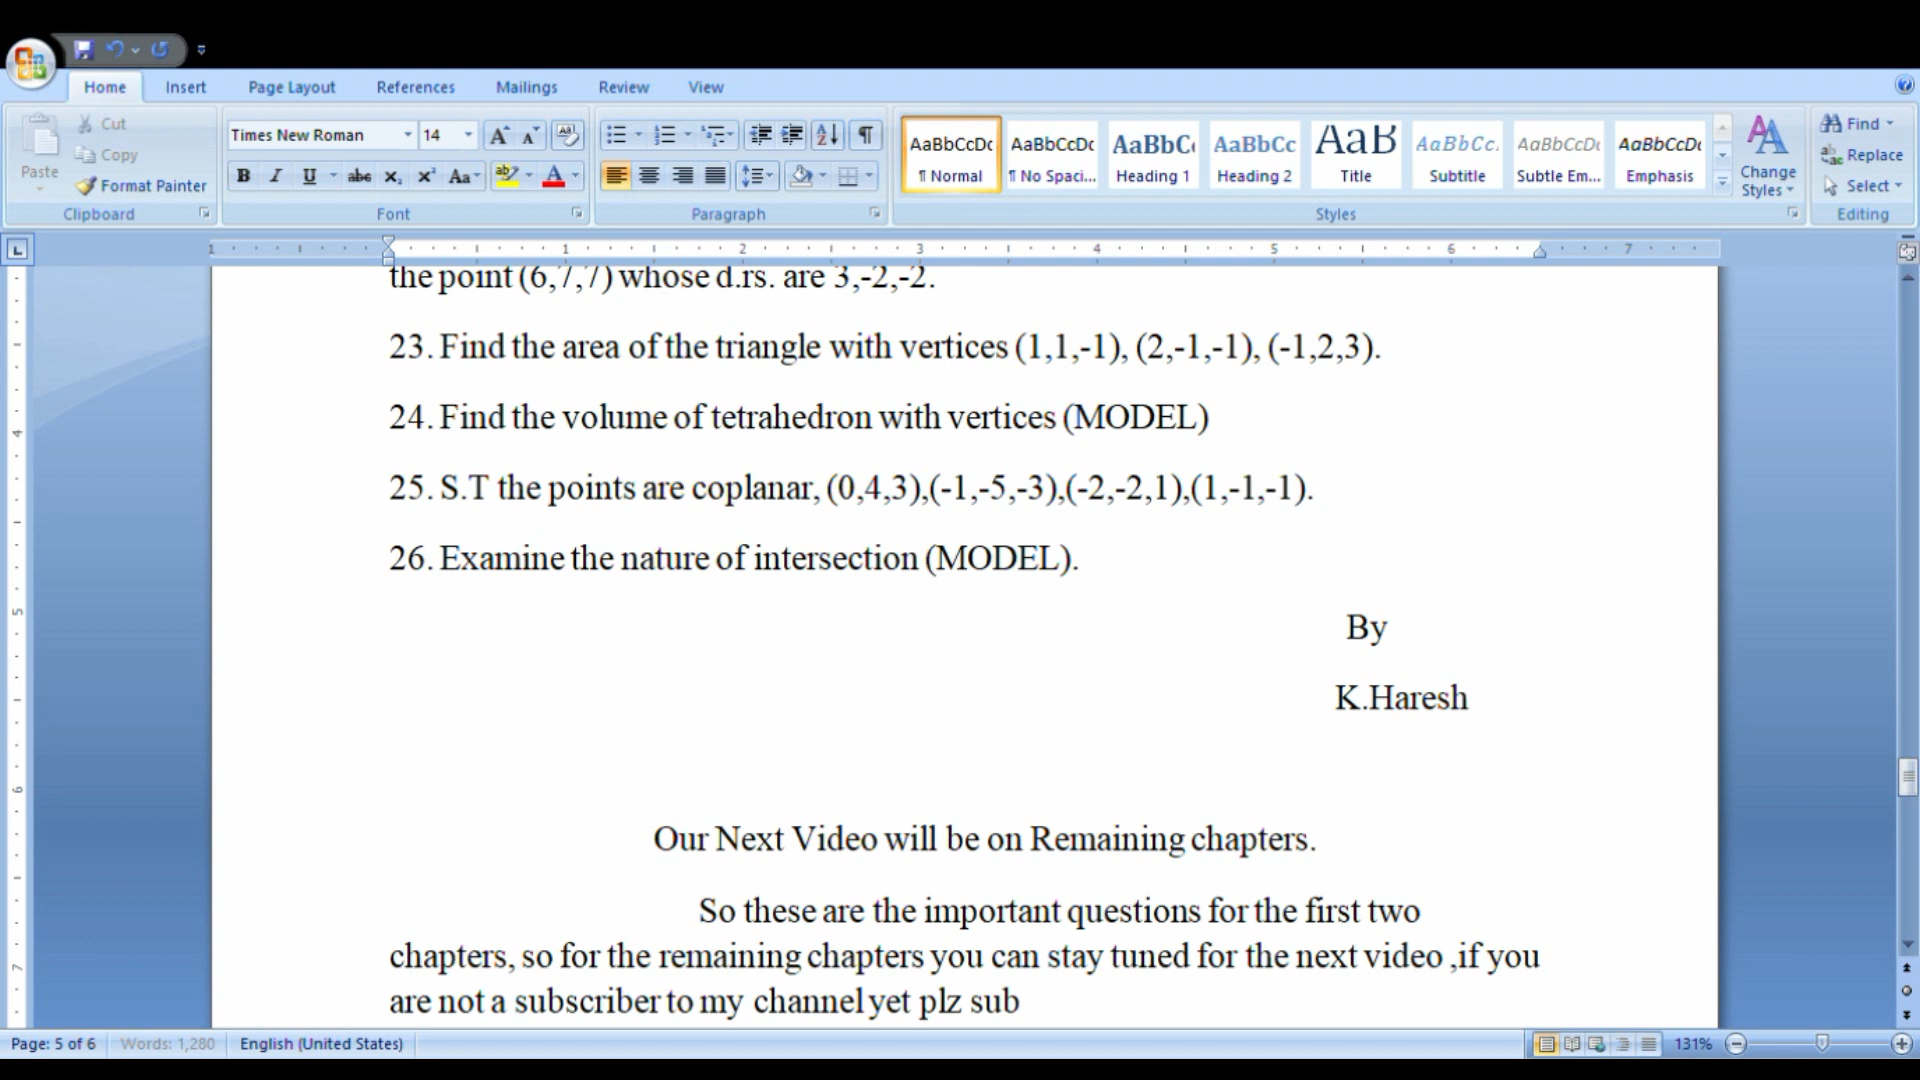 Home Insert Page Layout References Mailings Review View
Paste Cut Copy Format Painter Clipboard
Times New Roman 14 Font
Paragraph
AaBbCcDc ¶ Normal AaBbCcDc ¶ No Spaci... AaBbC Heading 1 AaBbCc Heading 2 AaB Title AaBbCc. Subtitle AaBbCcDc Subtle Em... AaBbCcDc Emphasis Change Styles Styles
Find Replace Select Editing
1 1 2 3 4 5 6 7
the point (6,7,7) whose d.rs. are 3,-2,-2.
23. Find the area of the triangle with vertices (1,1,-1), (2,-1,-1), (-1,2,3).
24. Find the volume of tetrahedron with vertices (MODEL)
25. S.T the points are coplanar, (0,4,3),(-1,-5,-3),(-2,-2,1),(1,-1,-1).
26. Examine the nature of intersection (MODEL).
By
K.Haresh
Our Next Video will be on Remaining chapters.
So these are the important questions for the first two
chapters, so for the remaining chapters you can stay tuned for the next video ,if you
are not a subscriber to my channel yet plz sub
Page: 5 of 6 Words: 1,280 English (United States) 131%